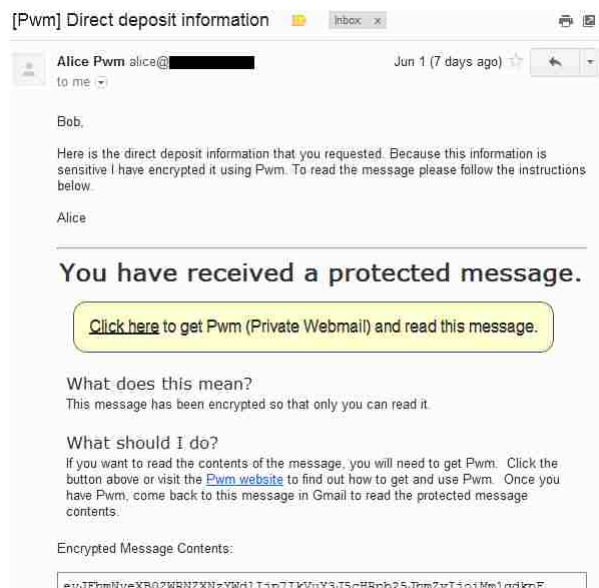 [Pwm] Direct deposit information Inbox x
Alice Pwm alice@ Jun 1 (7 days ago)
to me
Bob,
Here is the direct deposit information that you requested. Because this information is
sensitive I have encrypted it using Pwm. To read the message please follow the instructions
below.
Alice
You have received a protected message.
Click here to get Pwm (Private Webmail) and read this message.
What does this mean?
This message has been encrypted so that only you can read it.
What should I do?
If you want to read the contents of the message, you will need to get Pwm. Click the
button above or visit the Pwm website to find out how to get and use Pwm. Once you
have Pwm, come back to this message in Gmail to read the protected message
contents.
Encrypted Message Contents: